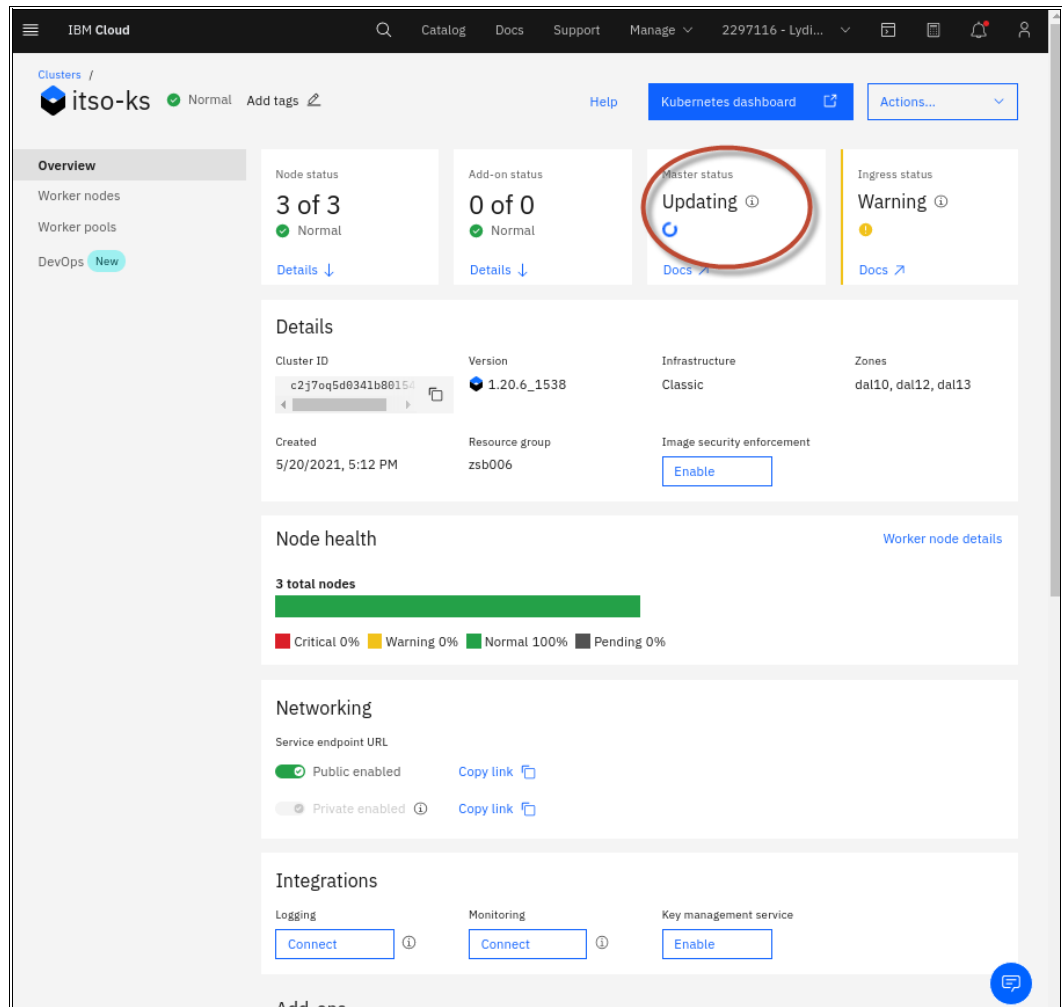 IBM Cloud Catalog Docs Support Manage 2297116 - Lydi...
Clusters /
itso-ks Normal Add tags Help Kubernetes dashboard Actions...
Overview
Worker nodes
Worker pools
DevOps New
Node status
3 of 3
Normal
Details
Add-on status
0 of 0
Normal
Details
Master status
Updating
Docs
Ingress status
Warning
Docs
Details
Cluster ID
c2j7oq5d0341b80154
Version
1.20.6_1538
Infrastructure
Classic
Zones
dal10, dal12, dal13
Created
5/20/2021, 5:12 PM
Resource group
zsb006
Image security enforcement
Enable
Node health
Worker node details
3 total nodes
Critical 0% Warning 0% Normal 100% Pending 0%
Networking
Service endpoint URL
Public enabled Copy link
Private enabled Copy link
Integrations
Logging
Connect
Monitoring
Connect
Key management service
Enable
Add-ons